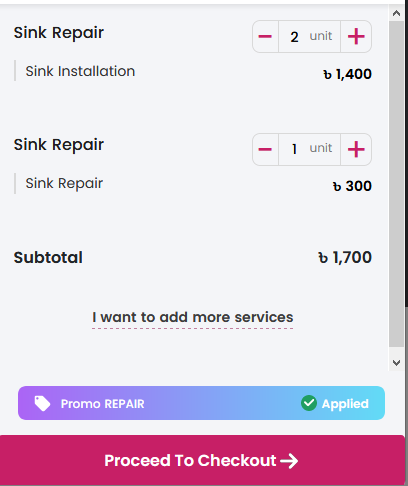 Sink Repair
− 2 unit +
Sink Installation
৳ 1,400
Sink Repair
− 1 unit +
Sink Repair
৳ 300
Subtotal
৳ 1,700
I want to add more services
Promo REPAIR
Applied
Proceed To Checkout →